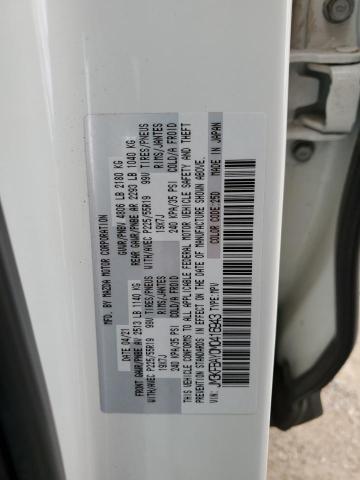 MFD. BY MAZDA MOTOR CORPORATION
DATE 04/21 GVWR/PNBV 4806 LB 2180 KG
FRONT GAWR/PNBE AV 2513 LB 1140 KG REAR GAWR/PNBE AR 2293 LB 1040 KG
WITH/AVEC P225/55R19 99V TIRES/PNEUS WITH/AVEC P225/55R19 99V TIRES/PNEUS
19X7J RIMS/JANTES 19X7J RIMS/JANTES
240 KPA/35 PSI COLD/A FROID 240 KPA/35 PSI COLD/A FROID
THIS VEHICLE CONFORMS TO ALL APPLICABLE FEDERAL MOTOR VEHICLE SAFETY AND THEFT
PREVENTION STANDARDS IN EFFECT ON THE DATE OF MANUFACTURE SHOWN ABOVE.
VIN: TYPE: MPV COLOR CODE: 25D MADE IN JAPAN